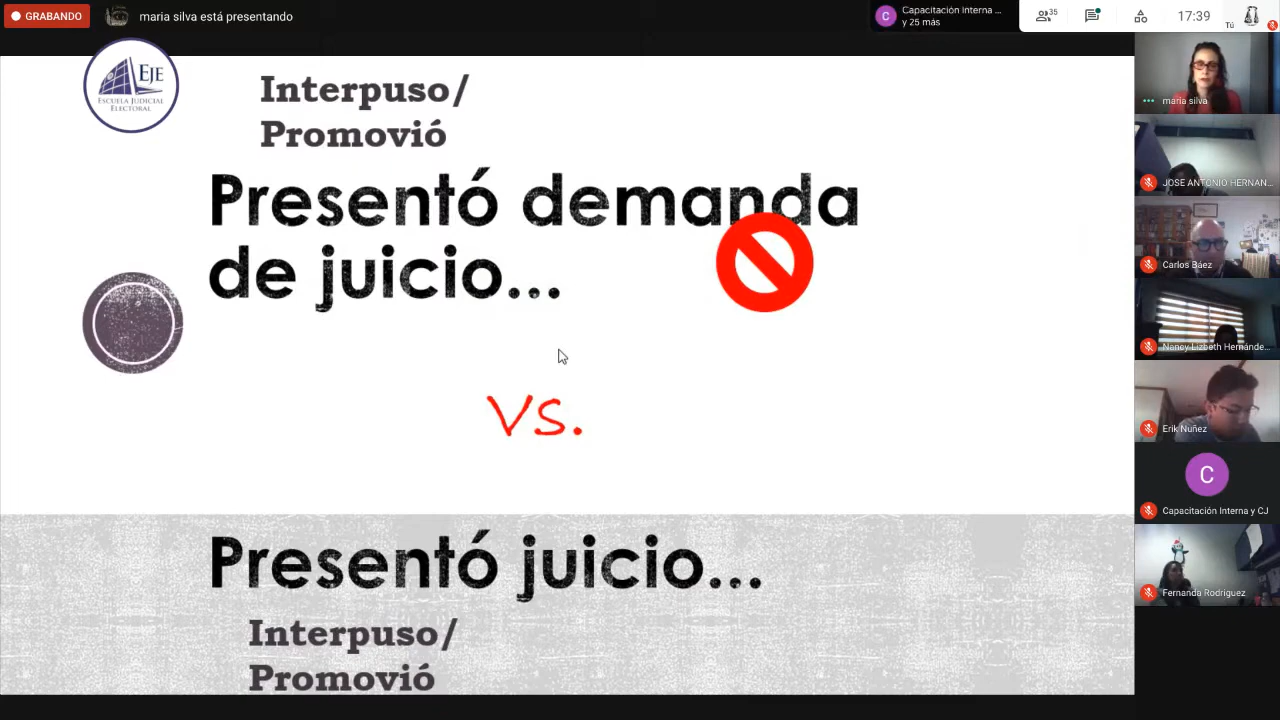 GRABANDO
maria silva está presentando
Capacitación Interna ...
y 25 más
35
17:39
Tú
EJE
ESCUELA JUDICIAL
ELECTORAL
Interpuso/
Promovió
Presentó demanda
de juicio...
vs.
Presentó juicio...
Interpuso/
Promovió
maria silva
JOSE ANTONIO HERNAN...
Carlos Báez
Nancy Lizbeth Hernánde...
Erik Nuñez
C
Capacitación Interna y CJ
Fernanda Rodriguez
C